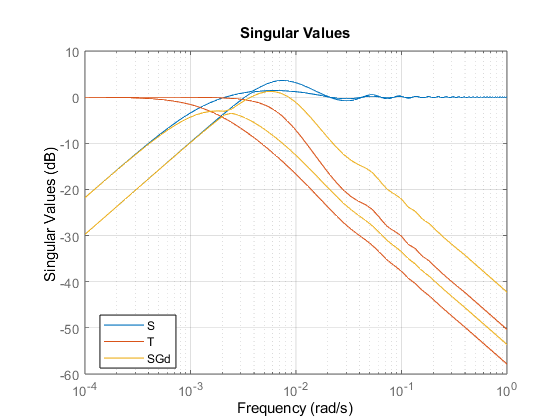 Singular Values
10
0
-10
-20
-30
-40
-50
-60
Singular Values (dB)
S
T
SGd
10^-4
10^-3
10^-2
10^-1
10^0
Frequency (rad/s)